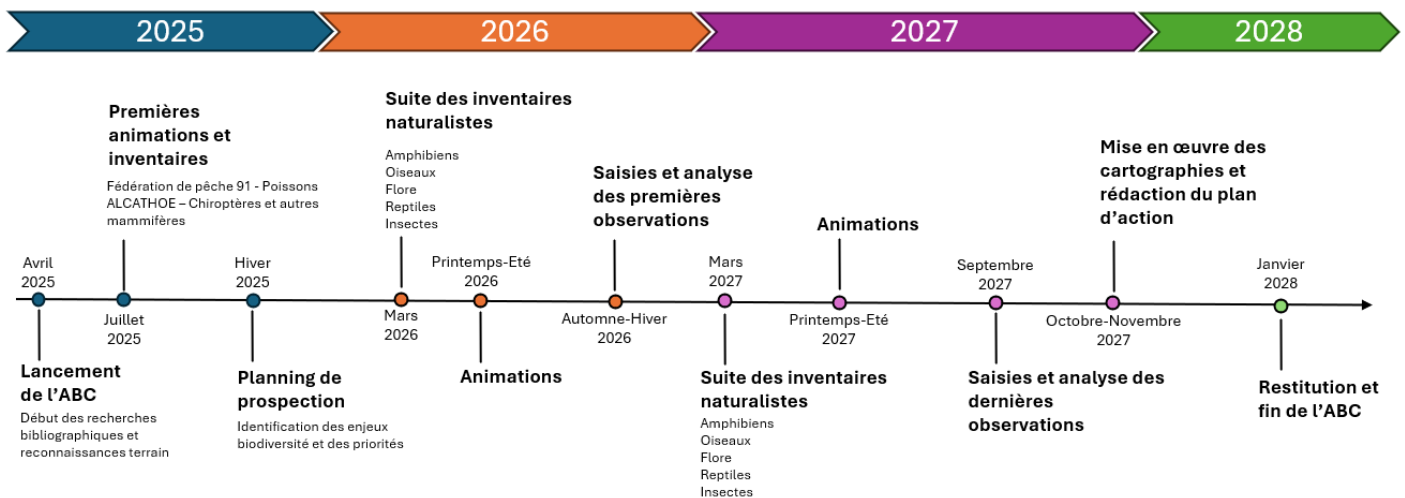 2025
2026
2027
2028
Premières
animations et
inventaires
Fédération de pêche 91 - Poissons
ALCATHOE – Chiroptères et autres
mammifères
Suite des inventaires
naturalistes
Amphibiens
Oiseaux
Flore
Reptiles
Insectes
Saisies et analyse
des premières
observations
Animations
Mise en œuvre des
cartographies et
rédaction du plan
d’action
Avril
2025
Juillet
2025
Hiver
2025
Mars
2026
Printemps-Eté
2026
Automne-Hiver
2026
Mars
2027
Printemps-Eté
2027
Septembre
2027
Octobre-Novembre
2027
Janvier
2028
Lancement
de l’ABC
Début des recherches
bibliographiques et
reconnaissances terrain
Planning de
prospection
Identification des enjeux
biodiversité et des priorités
Animations
Suite des inventaires
naturalistes
Amphibiens
Oiseaux
Flore
Reptiles
Insectes
Saisies et analyse des
dernières
observations
Restitution et
fin de l’ABC